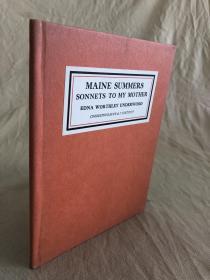 MAINE SUMMERS
SONNETS TO MY MOTHER
EDNA WORTHLEY UNDERWOOD